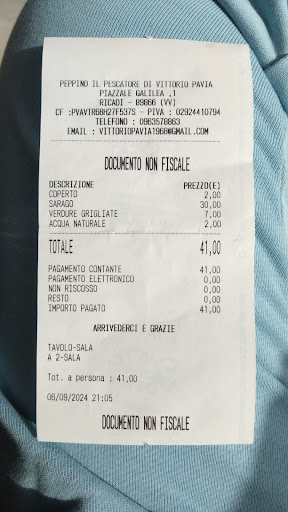 PEPPINO IL PESCATORE DI VITTORIO PAVIA
PIAZZALE GALILEA ,1
RICADI - 89866 (VV)
CF :PVAVTR68H27F537S - PIVA : 02924410794
TELEFONO : 0963578863
EMAIL : VITTORIOPAVIA1968@GMAIL.COM
DOCUMENTO NON FISCALE
DESCRIZIONE PREZZO(E)
COPERTO 2,00
SARAGO 30,00
VERDURE GRIGLIATE 7,00
ACQUA NATURALE 2,00
TOTALE 41,00
PAGAMENTO CONTANTE 41,00
PAGAMENTO ELETTRONICO 0,00
NON RISCOSSO 0,00
RESTO 0,00
IMPORTO PAGATO 41,00
ARRIVEDERCI E GRAZIE
TAVOLO-SALA
A 2-SALA
Tot. a persona : 41,00
06/09/2024 21:05
DOCUMENTO NON FISCALE